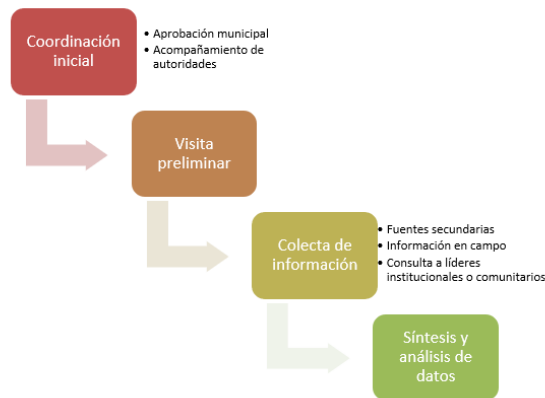 Coordinación
inicial
• Aprobación municipal
• Acompañamiento de
autoridades
Visita
preliminar
Colecta de
información
• Fuentes secundarias
• Información en campo
• Consulta a líderes
institucionales o comunitarios
Síntesis y
análisis de
datos